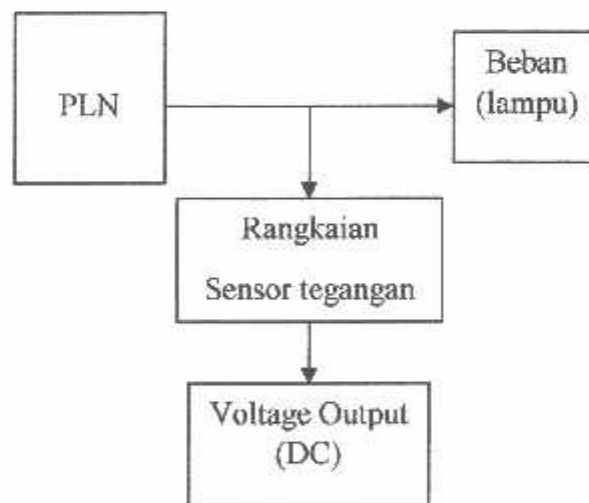 PLN
Beban
(lampu)
Rangkaian
Sensor tegangan
Voltage Output
(DC)